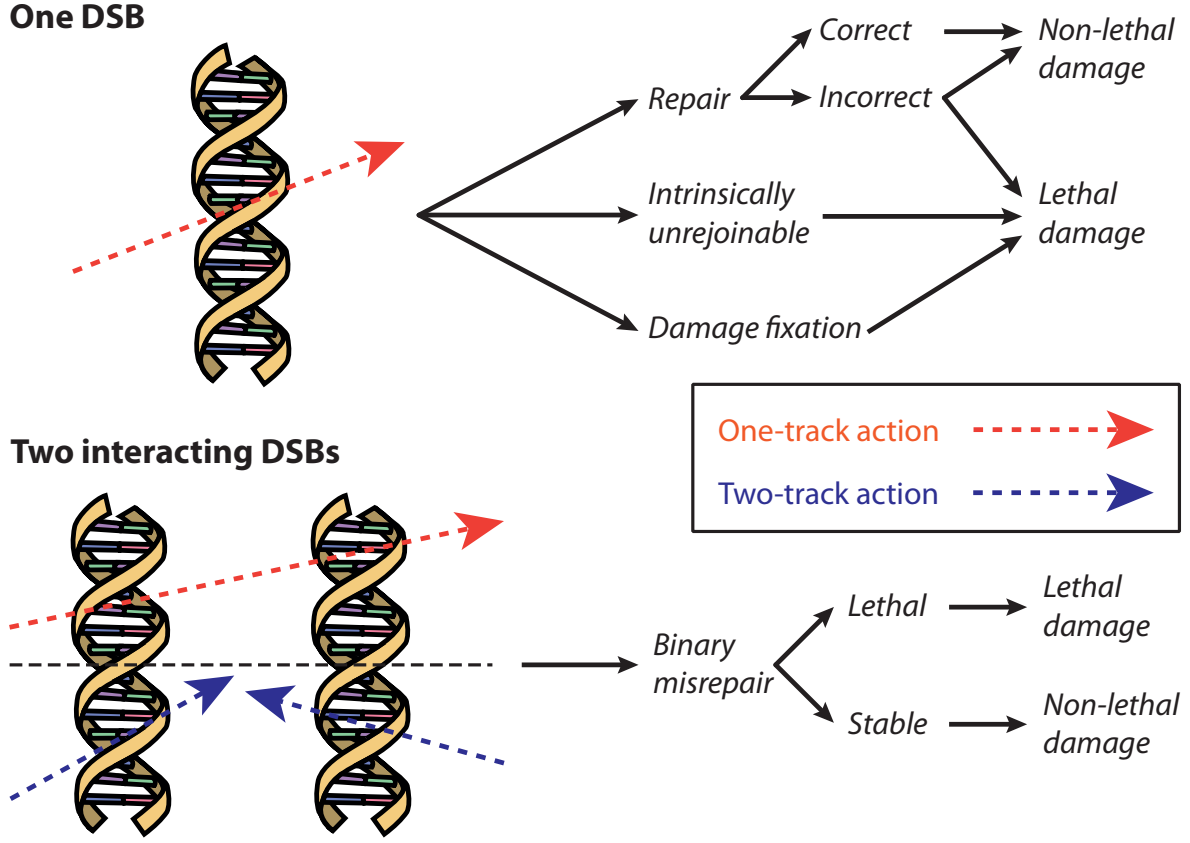 One DSB
Correct
Non-lethal
damage
Repair
Incorrect
Intrinsically
unrejoinable
Lethal
damage
Damage fixation
One-track action
Two-track action
Two interacting DSBs
Binary
misrepair
Lethal
Lethal
damage
Stable
Non-lethal
damage